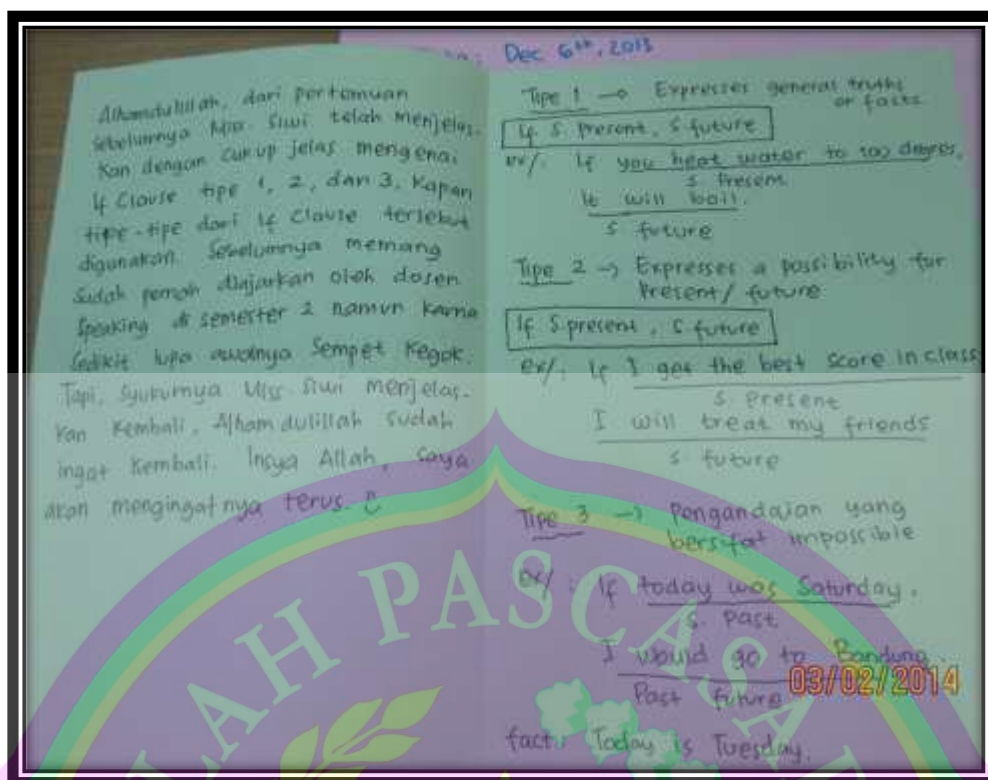 Dec 6th, 2013
Alhamdulillah, dari pertemuan
sebelumnya Miss Siwi telah menjelas-
kan dengan cukup jelas mengenai
If Clause tipe 1, 2, dan 3, kapan
tipe-tipe dari If Clause tersebut
digunakan. Sebelumnya memang
sudah pernah diajarkan oleh dosen
Speaking di semester 2 namun karna
sedikit lupa awalnya sempet kagok.
Tapi, syukurnya Miss Siwi menjelas-
kan kembali. Alhamdulillah sudah
ingat kembali. Insya Allah, saya
akan mengingatnya terus.
Tipe 1 → Expresses general truths
or facts
If S. present, S. future
ex/: If you heat water to 100 degres,
S Present
It will boil.
S future
Tipe 2 → Expresses a possibility for
Present/ future
If S.present, S.future
ex/: If I get the best score in class
S Present
I will treat my friends
S future
Tipe 3 → Pengandaian yang
bersifat impossible
ex/: If today was Saturday,
S. Past
I would go to Bandung.
Past future
fact: Today is Tuesday.
03/02/2014
LAH PASCAS